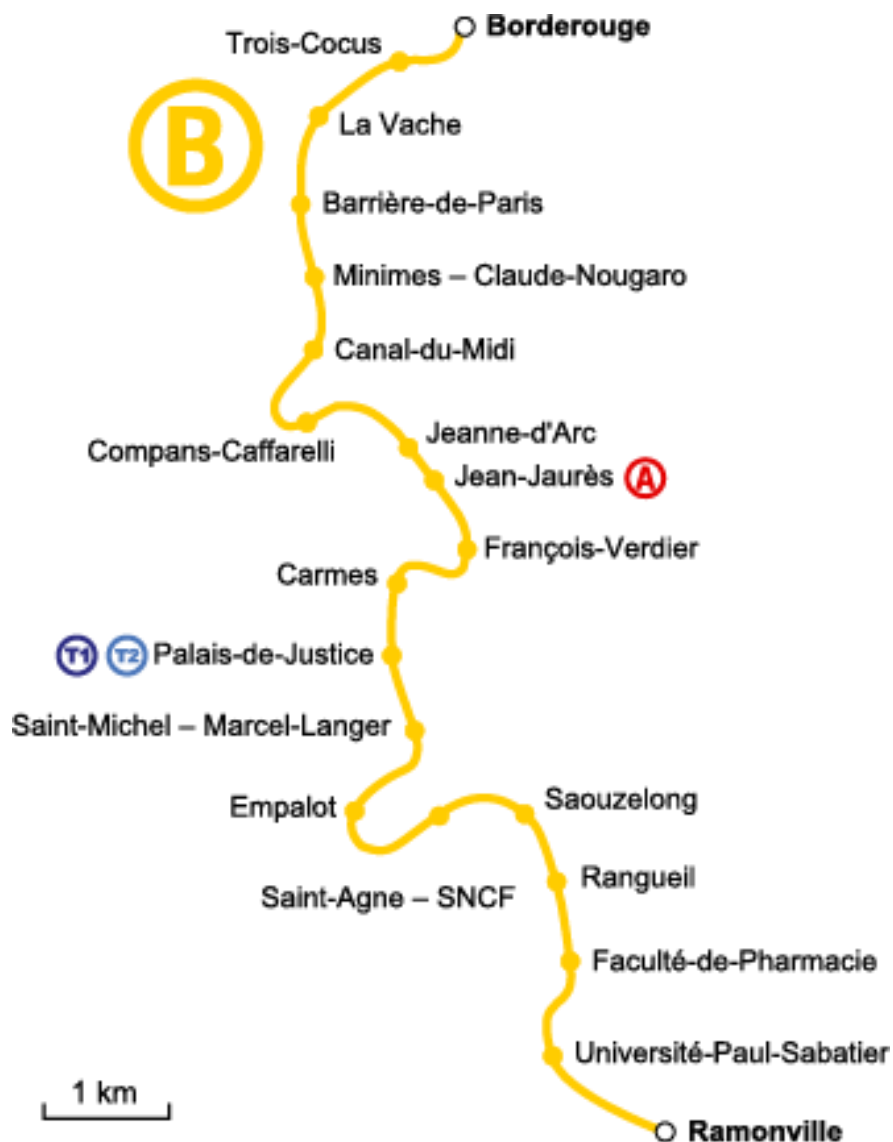 Borderouge
Trois-Cocus
B
La Vache
Barrière-de-Paris
Minimes – Claude-Nougaro
Canal-du-Midi
Compans-Caffarelli
Jeanne-d'Arc
Jean-Jaurès A
François-Verdier
Carmes
T1 T2 Palais-de-Justice
Saint-Michel – Marcel-Langer
Empalot
Saouzelong
Saint-Agne – SNCF
Rangueil
Faculté-de-Pharmacie
Université-Paul-Sabatier
1 km
Ramonville